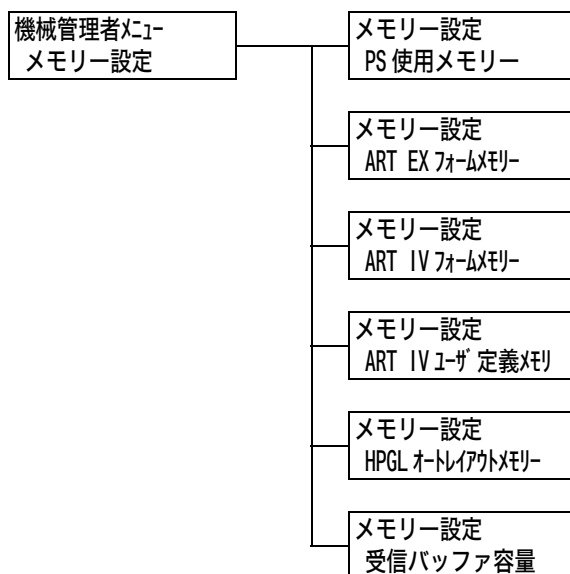 機械管理者ﾒﾆｭｰ
メモリー設定
メモリー設定
PS 使用メモリー
メモリー設定
ART EX ﾌｫｰﾑﾒﾓﾘｰ
メモリー設定
ART IV ﾌｫｰﾑﾒﾓﾘｰ
メモリー設定
ART IV ﾕｰｻﾞ定義ﾒﾓﾘ
メモリー設定
HPGL ｵｰﾄﾚｲｱｳﾄﾒﾓﾘｰ
メモリー設定
受信バッファ容量